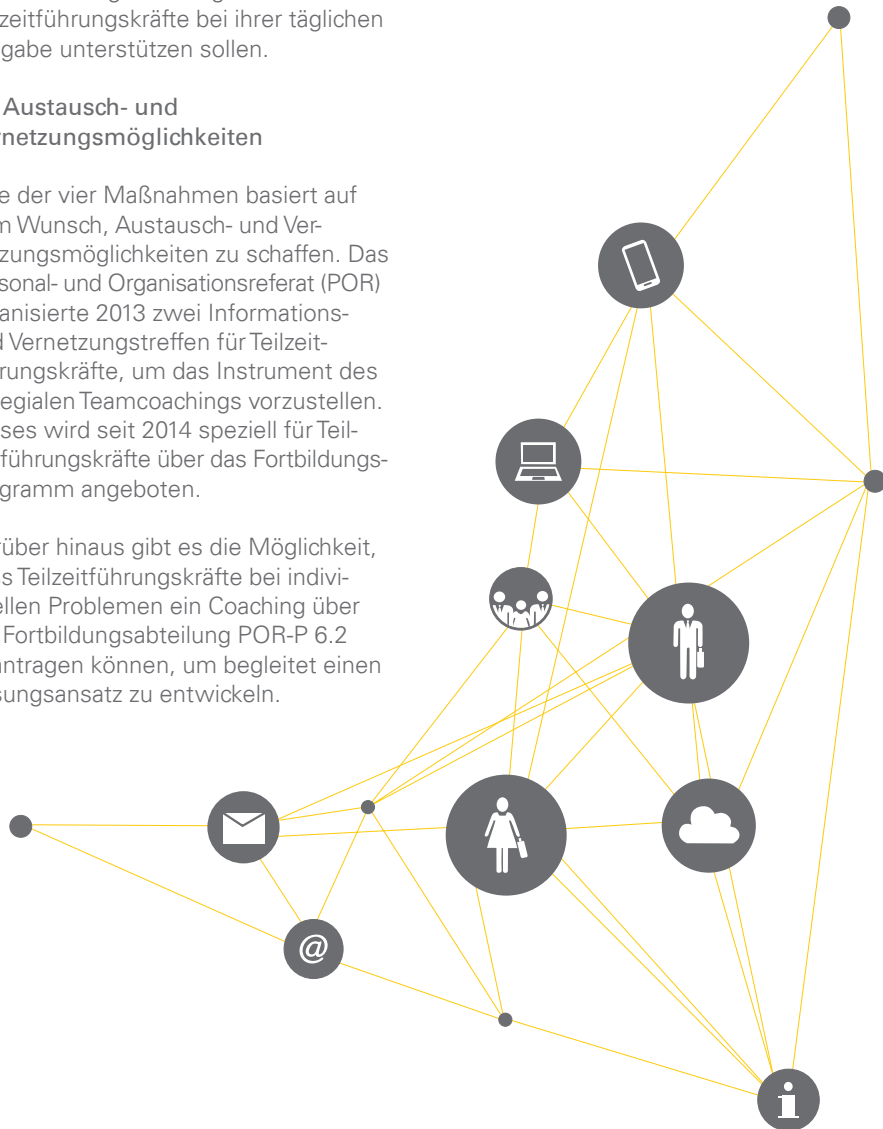 zeitführungskräfte bei ihrer täglichen
gabe unterstützen sollen.
Austausch- und
netzungsmöglichkeiten
e der vier Maßnahmen basiert auf
m Wunsch, Austausch- und Ver-
zungsmöglichkeiten zu schaffen. Das
sonal- und Organisationsreferat (POR)
anisierte 2013 zwei Informations-
d Vernetzungstreffen für Teilzeit-
rungskräfte, um das Instrument des
egialen Teamcoachings vorzustellen.
ses wird seit 2014 speziell für Teil-
führungskräfte über das Fortbildungs-
gramm angeboten.
rüber hinaus gibt es die Möglichkeit,
s Teilzeitführungskräfte bei indivi-
ellen Problemen ein Coaching über
Fortbildungsabteilung POR-P 6.2
antragen können, um begleitet einen
sungsansatz zu entwickeln.
@
i